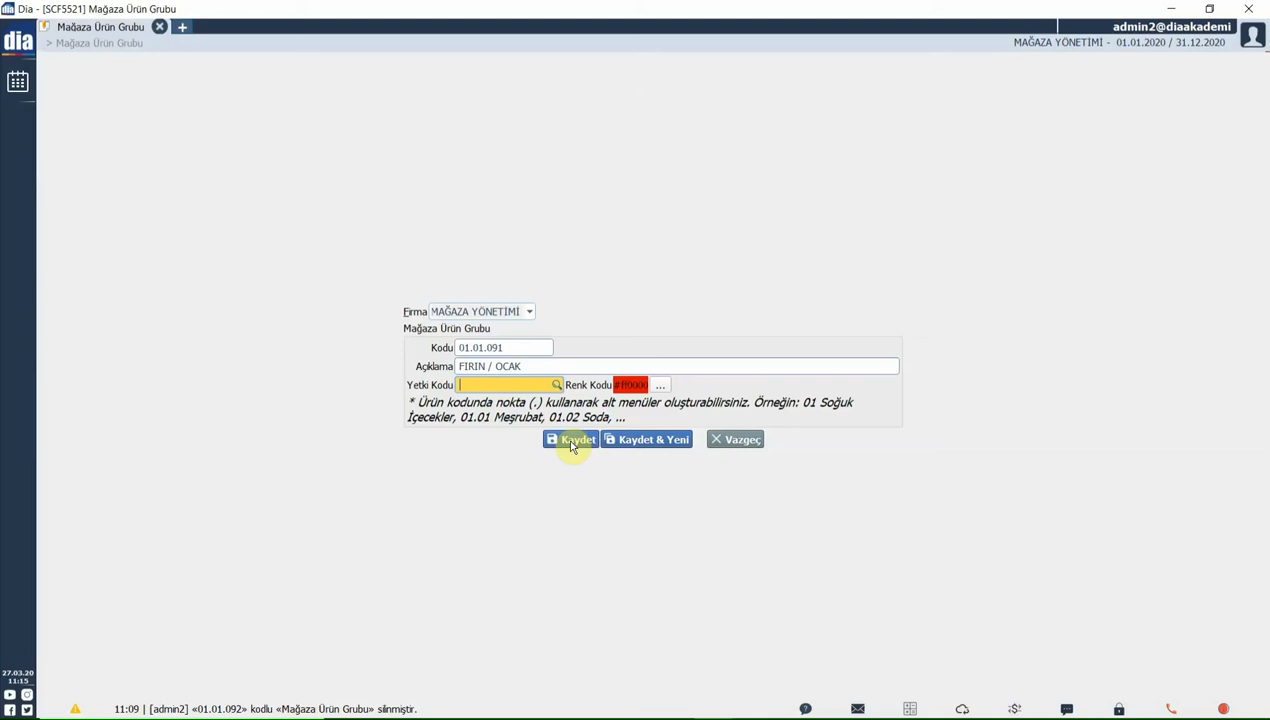 Dia - [SCF5521] Mağaza Ürün Grubu
Mağaza Ürün Grubu
admin2@diaakademi
dia
> Mağaza Ürün Grubu
MAĞAZA YÖNETİMİ - 01.01.2020 / 31.12.2020
Firma MAĞAZA YÖNETİMİ
Mağaza Ürün Grubu
Kodu 01.01.091
Açıklama FIRIN / OCAK
Yetki Kodu Renk Kodu #ff0000 ...
* Ürün kodunda nokta (.) kullanarak alt menüler oluşturabilirsiniz. Örneğin: 01 Soğuk
İçecekler, 01.01 Meşrubat, 01.02 Soda, ...
Kaydet Kaydet & Yeni Vazgeç
27.03.20
11:15
11:09 | [admin2] «01.01.092» kodlu «Mağaza Ürün Grubu» silinmiştir.